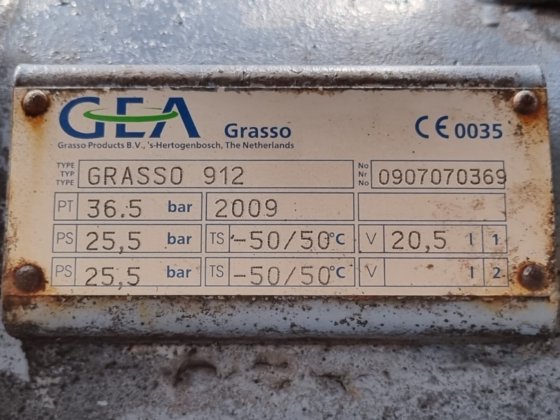 GEA Grasso CE 0035
Grasso Products B.V., 's-Hertogenbosch, The Netherlands
TYPE
TYP
TYPE
GRASSO 912
No
Nr
No
0907070369
PT 36.5 bar 2009
PS 25,5 bar TS -50/50°C V 20,5 l 1
PS 25,5 bar TS -50/50°C V l 2